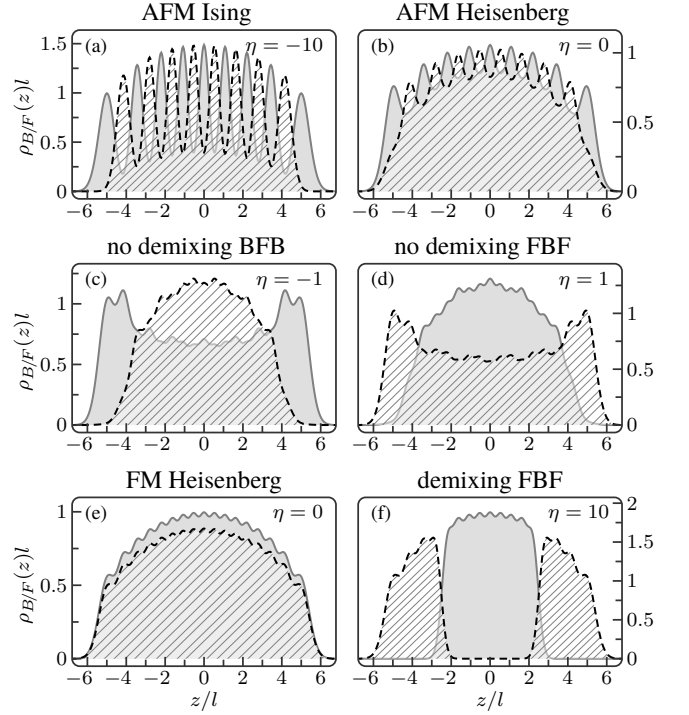 AFM Ising AFM Heisenberg
(a) η = −10 (b) η = 0
1.5
1
0.5
0
ρB/F(z)l
1
0.5
0
−6 −4 −2 0 2 4 6 −6 −4 −2 0 2 4 6
no demixing BFB no demixing FBF
(c) η = −1 (d) η = 1
1
0.5
0
ρB/F(z)l
1
0.5
0
−6 −4 −2 0 2 4 6 −6 −4 −2 0 2 4 6
FM Heisenberg demixing FBF
(e) η = 0 (f) η = 10
1
0.5
0
ρB/F(z)l
2
1.5
1
0.5
0
−6 −4 −2 0 2 4 6 −6 −4 −2 0 2 4 6
z/l z/l